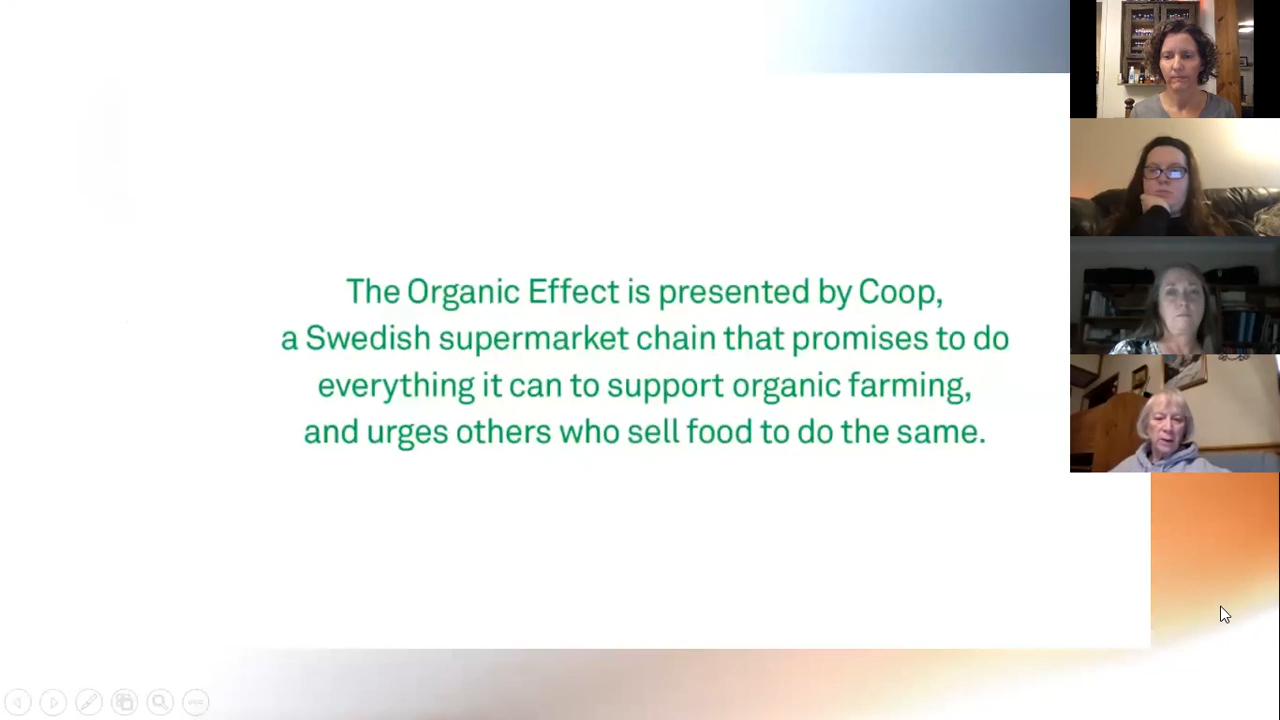 The Organic Effect is presented by Coop,
a Swedish supermarket chain that promises to do
everything it can to support organic farming,
and urges others who sell food to do the same.